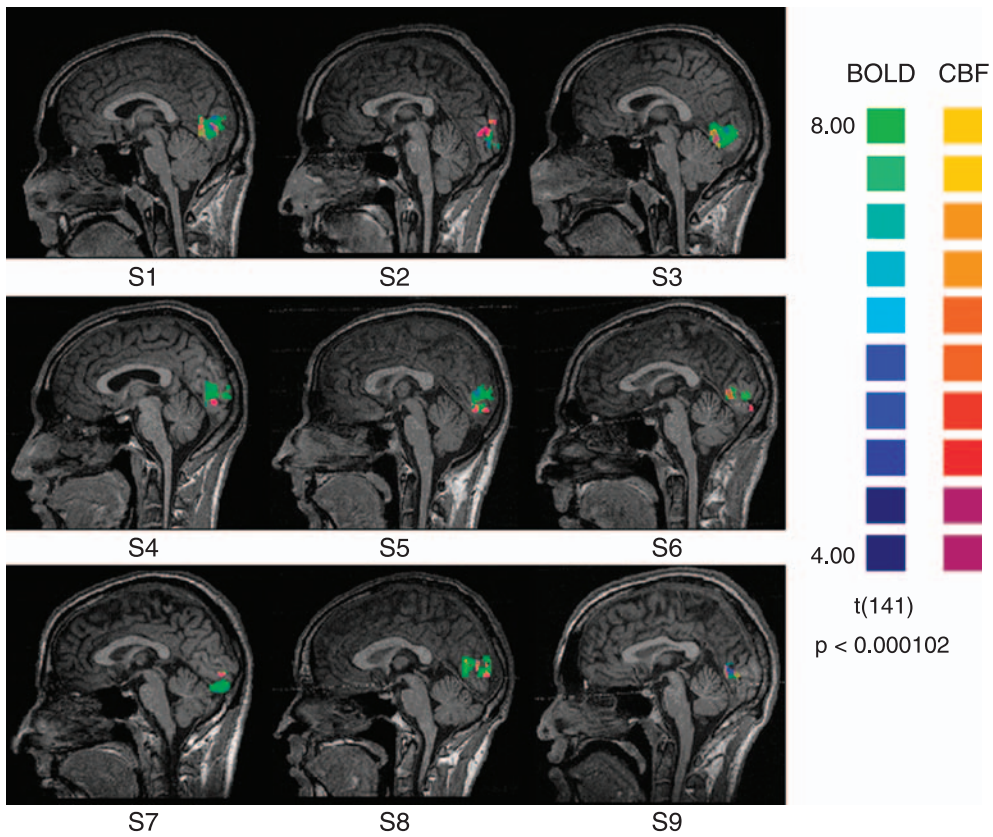 BOLD CBF
8.00
4.00
t(141)
p < 0.000102
S1 S2 S3
S4 S5 S6
S7 S8 S9